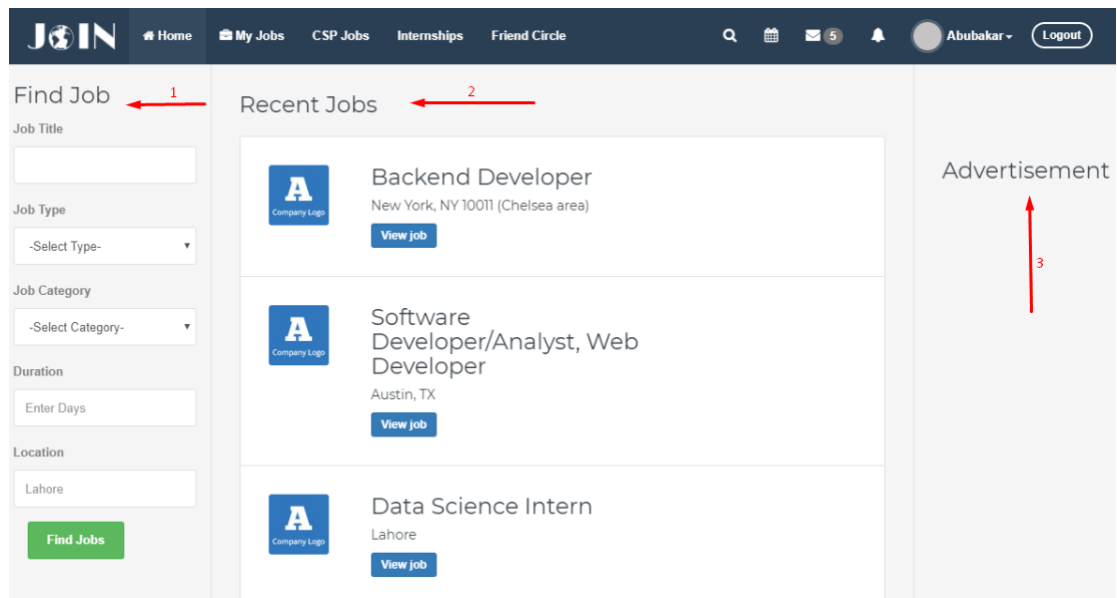 JOIN
Home
My Jobs
CSP Jobs
Internships
Friend Circle
5
Abubakar
Logout
Find Job
1
Job Title
Job Type
-Select Type-
Job Category
-Select Category-
Duration
Enter Days
Location
Lahore
Find Jobs
Recent Jobs
2
A
Company Logo
Backend Developer
New York, NY 10011 (Chelsea area)
View job
A
Company Logo
Software
Developer/Analyst, Web
Developer
Austin, TX
View job
A
Company Logo
Data Science Intern
Lahore
View job
Advertisement
3